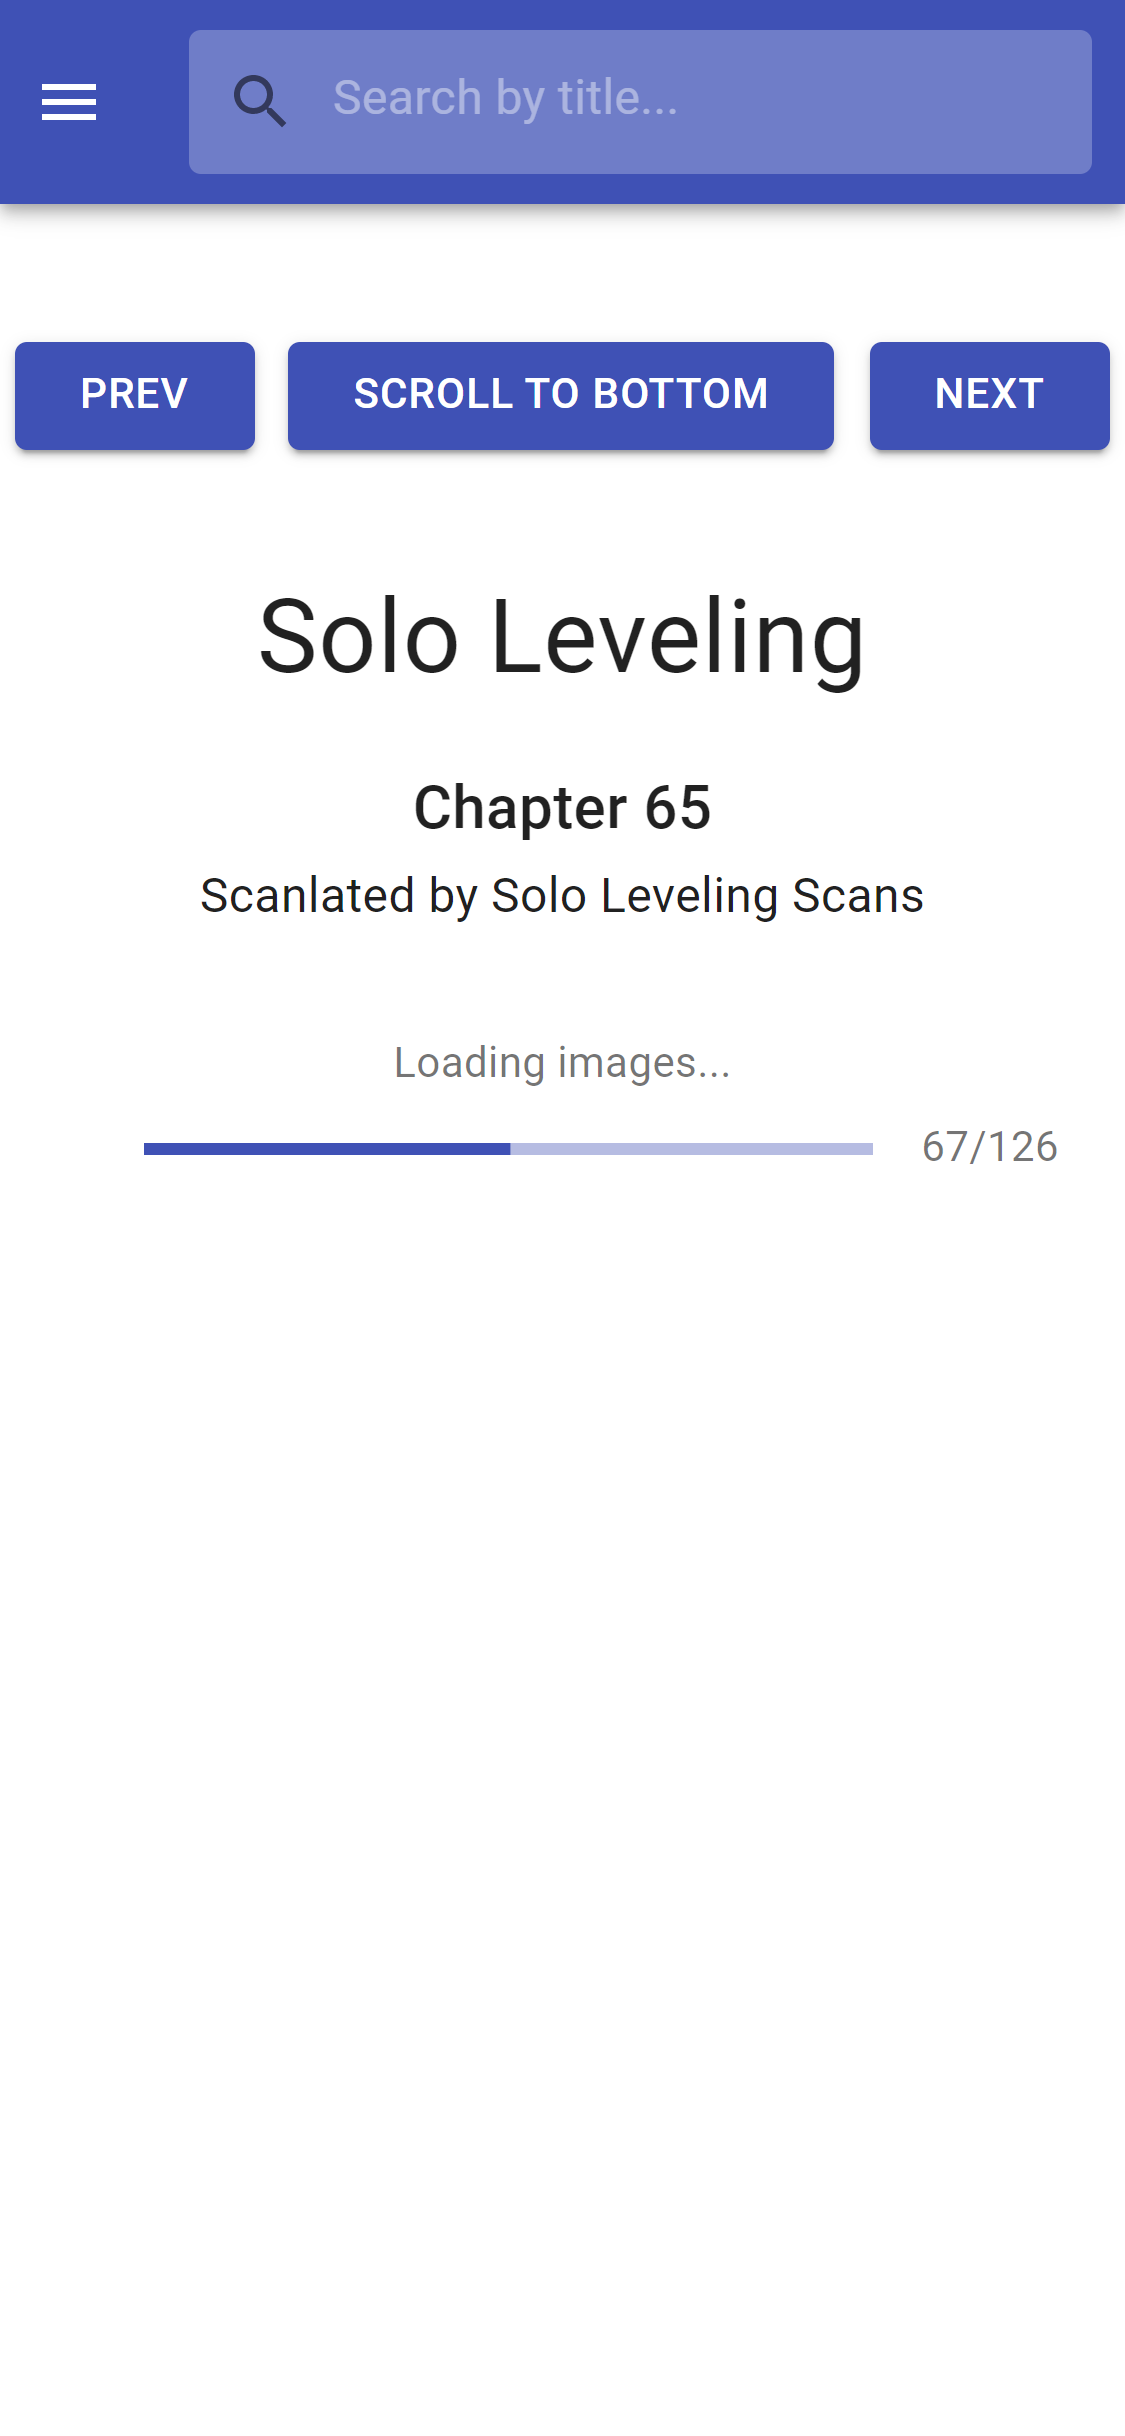 Search by title...
PREV
SCROLL TO BOTTOM
NEXT
Solo Leveling
Chapter 65
Scanlated by Solo Leveling Scans
Loading images...
67/126